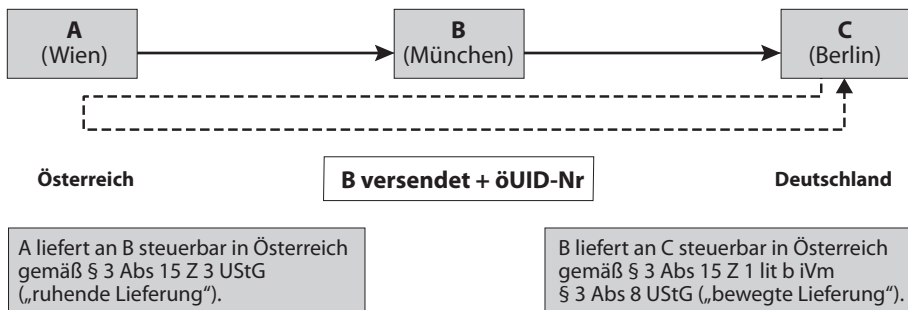 A
(Wien)
B
(München)
C
(Berlin)
Österreich
B versendet + öUID-Nr
Deutschland
A liefert an B steuerbar in Österreich
gemäß § 3 Abs 15 Z 3 UStG
(„ruhende Lieferung“).
B liefert an C steuerbar in Österreich
gemäß § 3 Abs 15 Z 1 lit b iVm
§ 3 Abs 8 UStG („bewegte Lieferung“).